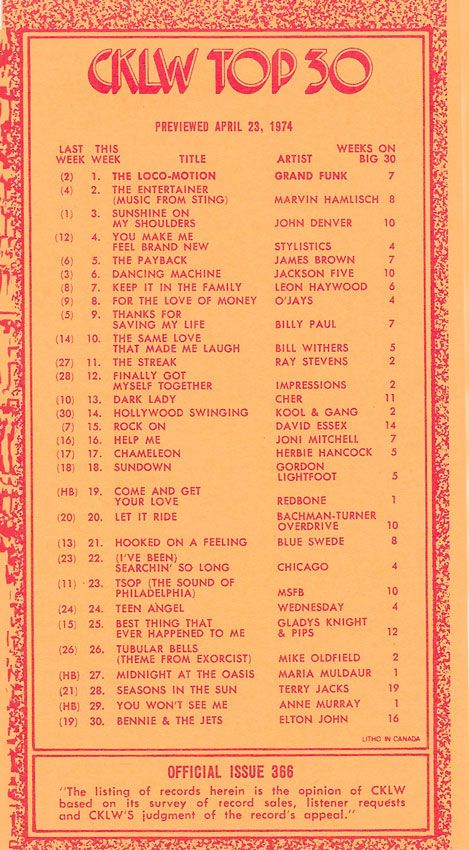 CKLW TOP 30
PREVIEWED APRIL 23, 1974
LAST THIS WEEKS ON
WEEK WEEK TITLE ARTIST BIG 30
(2) 1. THE LOCO-MOTION GRAND FUNK 7
(4) 2. THE ENTERTAINER
(MUSIC FROM STING) MARVIN HAMLISCH 8
(1) 3. SUNSHINE ON
MY SHOULDERS JOHN DENVER 10
(12) 4. YOU MAKE ME
FEEL BRAND NEW STYLISTICS 4
(6) 5. THE PAYBACK JAMES BROWN 7
(3) 6. DANCING MACHINE JACKSON FIVE 10
(8) 7. KEEP IT IN THE FAMILY LEON HAYWOOD 6
(9) 8. FOR THE LOVE OF MONEY O'JAYS 4
(5) 9. THANKS FOR
SAVING MY LIFE BILLY PAUL 7
(14) 10. THE SAME LOVE
THAT MADE ME LAUGH BILL WITHERS 5
(27) 11. THE STREAK RAY STEVENS 2
(28) 12. FINALLY GOT
MYSELF TOGETHER IMPRESSIONS 2
(10) 13. DARK LADY CHER 11
(30) 14. HOLLYWOOD SWINGING KOOL & GANG 2
(7) 15. ROCK ON DAVID ESSEX 14
(16) 16. HELP ME JONI MITCHELL 7
(17) 17. CHAMELEON HERBIE HANCOCK 5
(18) 18. SUNDOWN GORDON
LIGHTFOOT 5
(HB) 19. COME AND GET
YOUR LOVE REDBONE 1
(20) 20. LET IT RIDE BACHMAN-TURNER
OVERDRIVE 10
(13) 21. HOOKED ON A FEELING BLUE SWEDE 8
(23) 22. (I'VE BEEN)
SEARCHIN' SO LONG CHICAGO 4
(11) 23. TSOP (THE SOUND OF
PHILADELPHIA) MSFB 10
(24) 24. TEEN ANGEL WEDNESDAY 4
(15) 25. BEST THING THAT GLADYS KNIGHT
EVER HAPPENED TO ME & PIPS 12
(26) 26. TUBULAR BELLS
(THEME FROM EXORCIST) MIKE OLDFIELD 2
(HB) 27. MIDNIGHT AT THE OASIS MARIA MULDAUR 1
(21) 28. SEASONS IN THE SUN TERRY JACKS 19
(HB) 29. YOU WON'T SEE ME ANNE MURRAY 1
(19) 30. BENNIE & THE JETS ELTON JOHN 16
LITHO IN CANADA
OFFICIAL ISSUE 366
"The listing of records herein is the opinion of CKLW
based on its survey of record sales, listener requests
and CKLW'S judgment of the record's appeal."